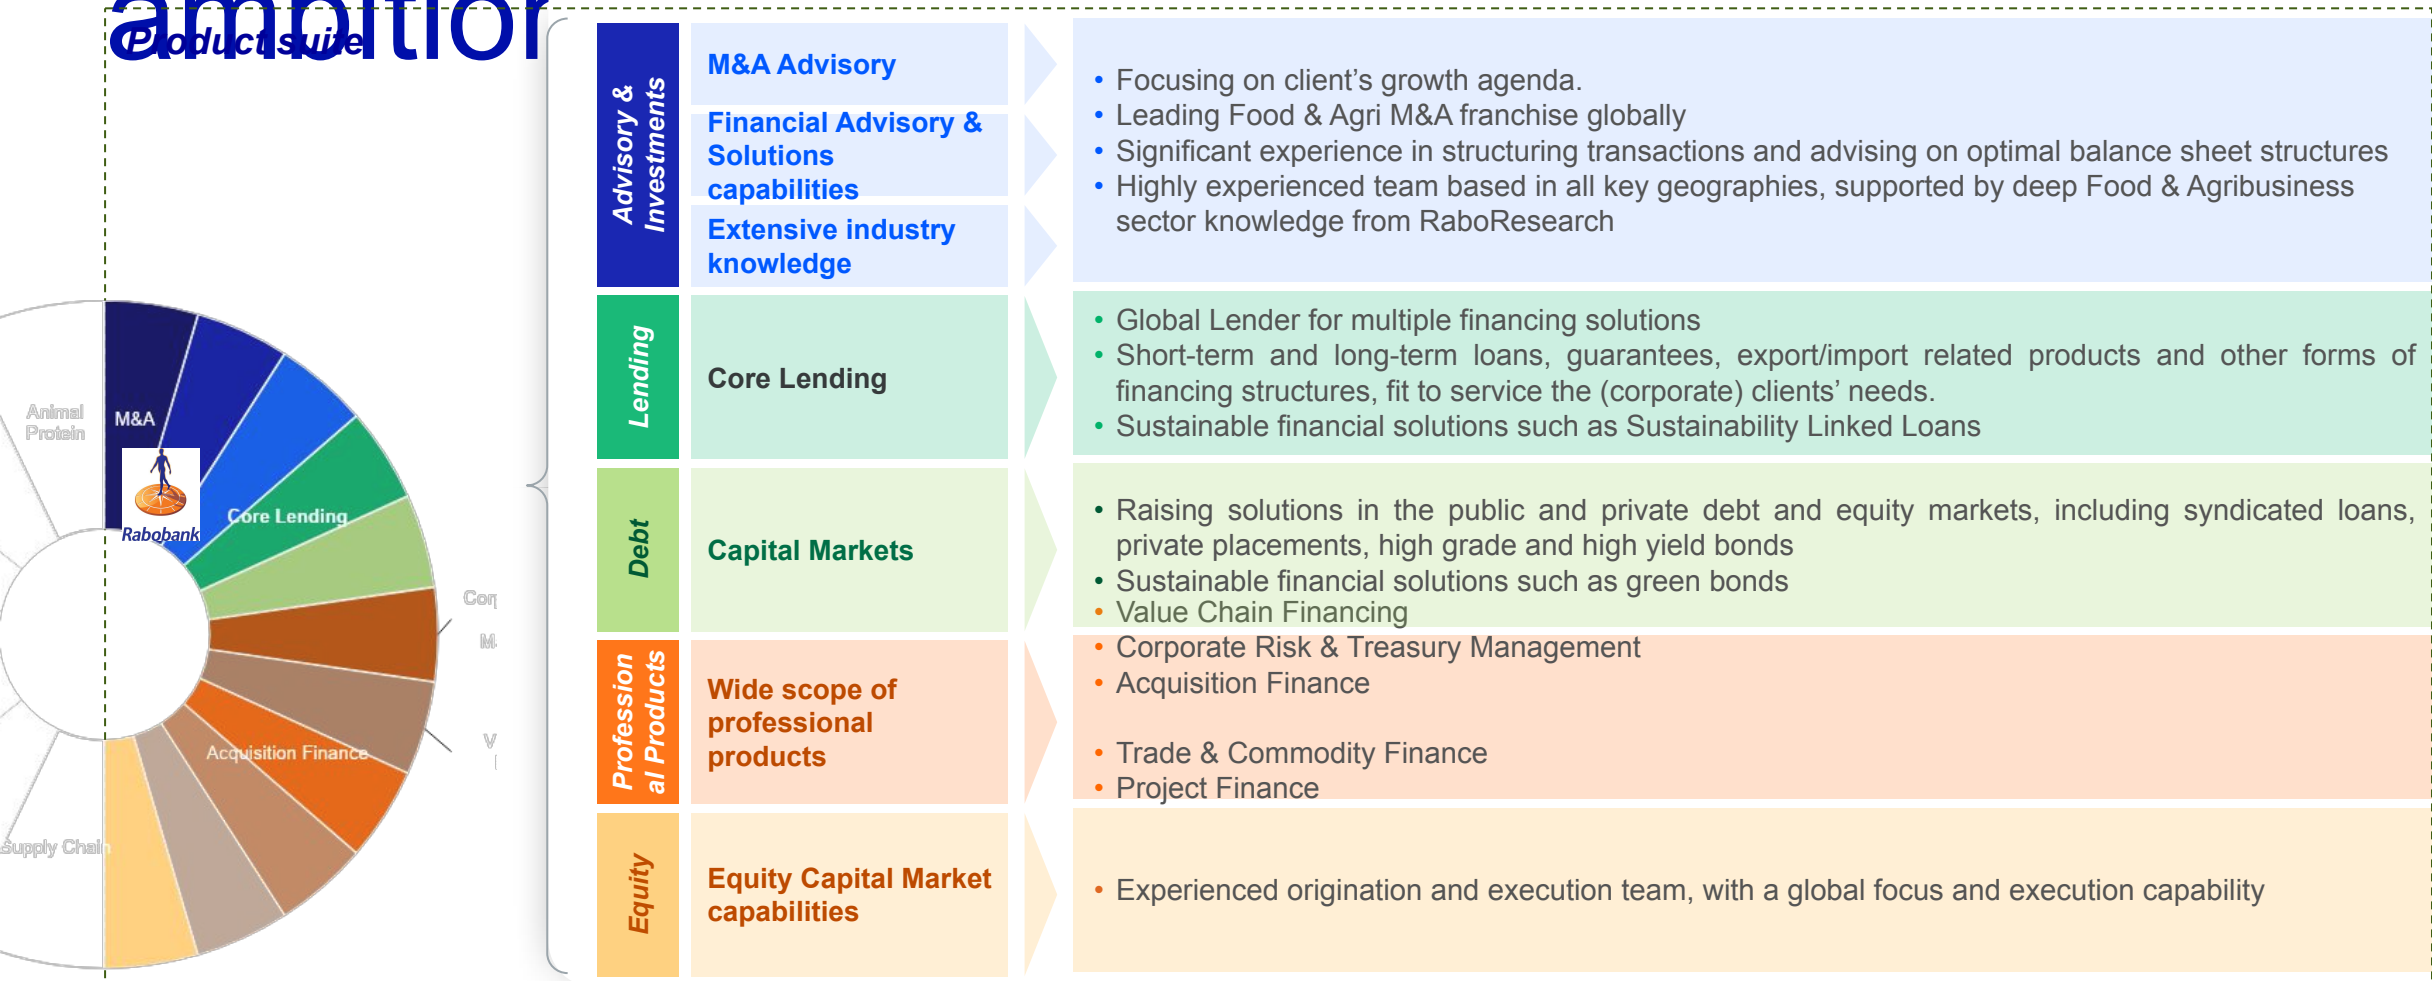 ambition
Product suite
Animal
Protein
M&A
Rabobank
Core Lending
Acquisition Finance
Supply Chain
Advisory &
Investments
M&A Advisory
Financial Advisory &
Solutions
capabilities
Extensive industry
knowledge
• Focusing on client’s growth agenda.
• Leading Food & Agri M&A franchise globally
• Significant experience in structuring transactions and advising on optimal balance sheet structures
• Highly experienced team based in all key geographies, supported by deep Food & Agribusiness
sector knowledge from RaboResearch
Lending
Core Lending
• Global Lender for multiple financing solutions
• Short-term and long-term loans, guarantees, export/import related products and other forms of
financing structures, fit to service the (corporate) clients’ needs.
• Sustainable financial solutions such as Sustainability Linked Loans
Debt
Capital Markets
• Raising solutions in the public and private debt and equity markets, including syndicated loans,
private placements, high grade and high yield bonds
• Sustainable financial solutions such as green bonds
Profession
al Products
Wide scope of
professional
products
• Value Chain Financing
• Corporate Risk & Treasury Management
• Acquisition Finance
• Trade & Commodity Finance
• Project Finance
Equity
Equity Capital Market
capabilities
• Experienced origination and execution team, with a global focus and execution capability